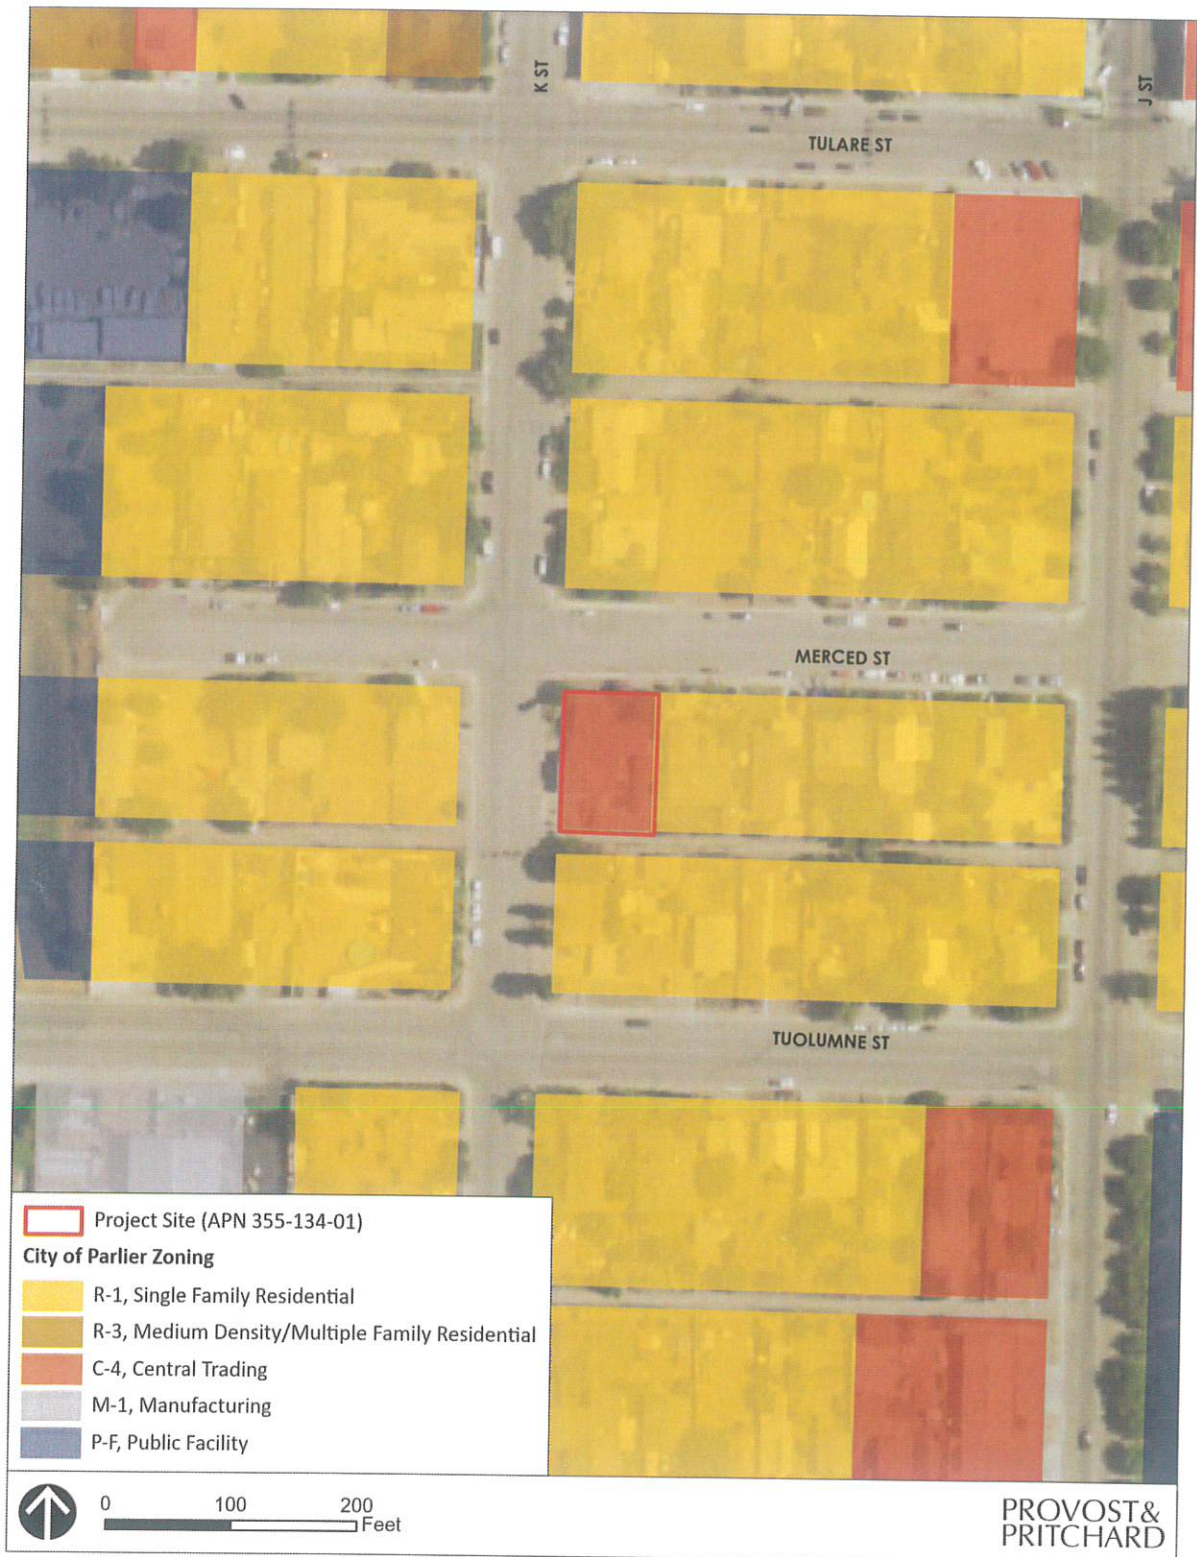 K ST
J ST
TULARE ST
MERCED ST
TUOLUMNE ST
Project Site (APN 355-134-01)
City of Parlier Zoning
R-1, Single Family Residential
R-3, Medium Density/Multiple Family Residential
C-4, Central Trading
M-1, Manufacturing
P-F, Public Facility
0 100 200
Feet
PROVOST&
PRITCHARD